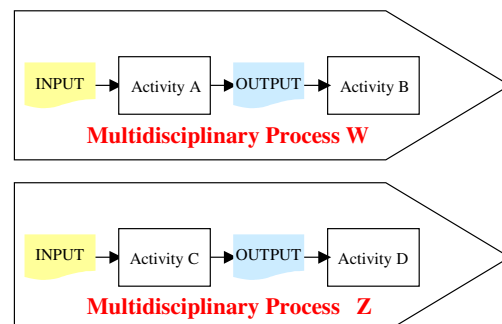 INPUT Activity A OUTPUT Activity B
Multidisciplinary Process W
INPUT Activity C OUTPUT Activity D
Multidisciplinary Process Z